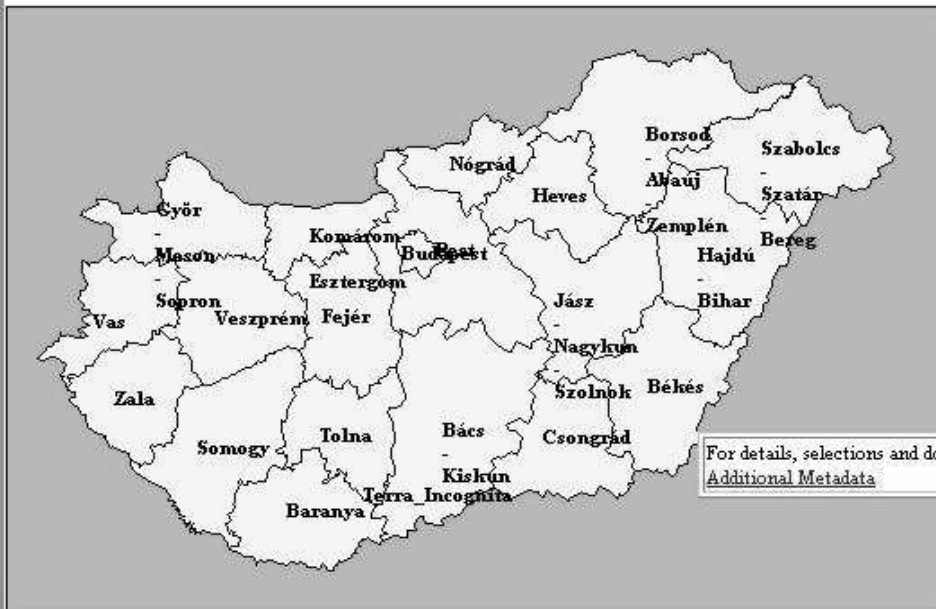 Borsod
-
Abaúj
-
Zemplén
Szabolcs
-
Szatár
-
Bereg
Nógrád
Heves
Győr
-
Moson
-
Sopron
Komárom
-
Esztergom
Budapest
Pest
Hajdú
-
Bihar
Vas
Veszprém
Fejér
Jász
-
Nagykun
-
Szolnok
Zala
Békés
Somogy
Tolna
Bács
-
Kiskun
Csongrád
Terra_Incognita
Baranya
For details, selections and do
Additional Metadata